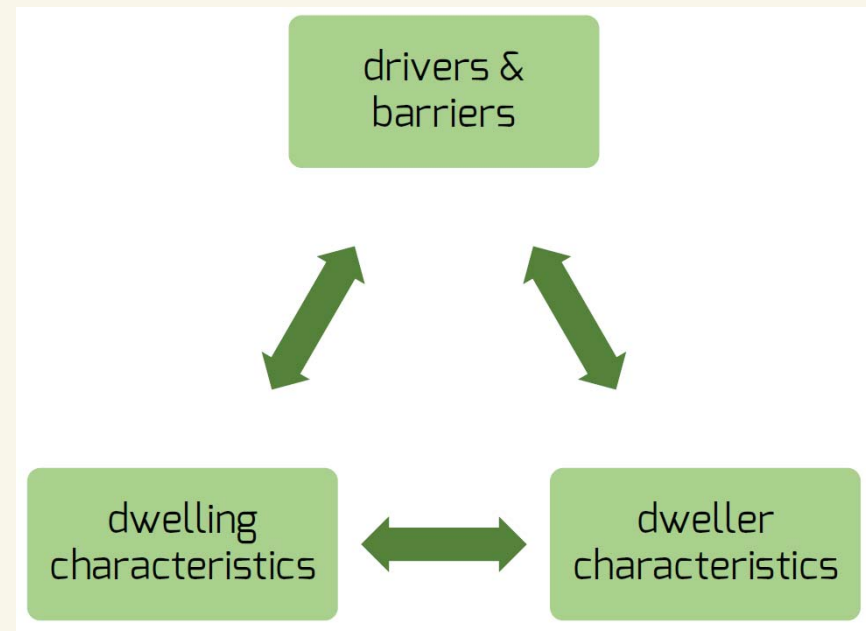 drivers &
barriers
dwelling
characteristics
dweller
characteristics